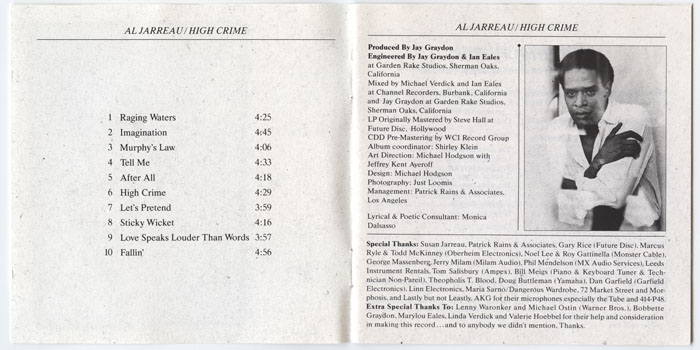 AL JARREAU/HIGH CRIME
1 Raging Waters 4:25
2 Imagination 4:45
3 Murphy's Law 4:06
4 Tell Me 4:33
5 After All 4:18
6 High Crime 4:29
7 Let's Pretend 3:59
8 Sticky Wicket 4:16
9 Love Speaks Louder Than Words 3:57
10 Fallin' 4:56
AL JARREAU/HIGH CRIME
Produced By Jay Graydon
Engineered By Jay Graydon & Ian Eales
at Garden Rake Studios, Sherman Oaks,
California
Mixed by Michael Verdick and Ian Eales
at Channel Recorders, Burbank, California
and Jay Graydon at Garden Rake Studios,
Sherman Oaks, California
LP Originally Mastered by Steve Hall at
Future Disc, Hollywood
CDD Pre-Mastering by WCI Record Group
Album coordinator: Shirley Klein
Art Direction: Michael Hodgson with
Jeffrey Kent Ayeroff
Design: Michael Hodgson
Photography: Just Loomis
Management: Patrick Rains & Associates,
Los Angeles
Lyrical & Poetic Consultant: Monica
Dalsasso
Special Thanks: Susan Jarreau, Patrick Rains & Associates, Gary Rice (Future Disc), Marcus
Ryle & Todd McKinney (Oberheim Electronics), Noel Lee & Roy Gattinella (Monster Cable),
George Massenberg, Jerry Milam (Milam Audio), Phil Mendelson (MX Audio Services), Leeds
Instrument Rentals, Tom Salisbury (Ampex), Bill Meigs (Piano & Keyboard Tuner & Tech-
nician Non-Pareil), Theopholis T. Blood, Doug Buttleman (Yamaha), Dan Garfield (Garfield
Electronics), Linn Electronics, Maria Sarno/Dangerous Wardrobe, 72 Market Street and Mor-
phosis, and Lastly but not Leastly, AKG for their microphones especially the Tube and 414-P48.
Extra Special Thanks To: Lenny Waronker and Michael Ostin (Warner Bros.), Bobbette
Graydon, Marylou Eales, Linda Verdick and Valerie Hoebbel for their help and consideration
in making this record...and to anybody we didn't mention, Thanks.